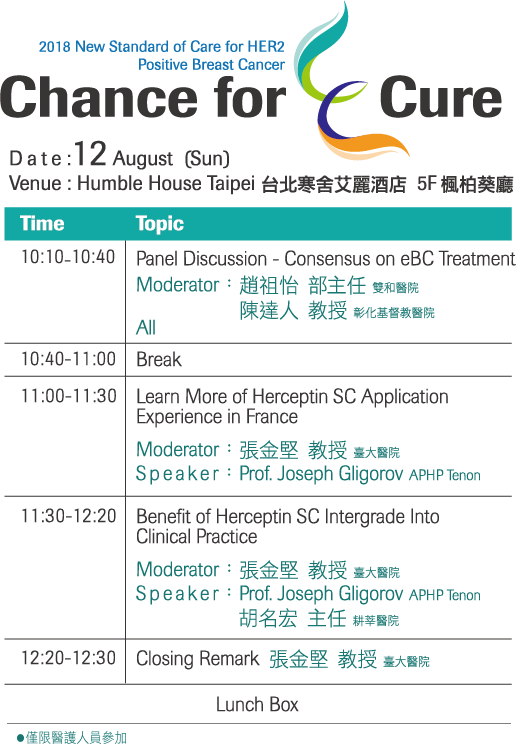 2018 New Standard of Care for HER2
Positive Breast Cancer
Chance for Cure
Date:12 August (Sun)
Venue : Humble House Taipei 台北寒舍艾麗酒店 5F 楓柏葵廳
Time Topic
10:10-10:40 Panel Discussion - Consensus on eBC Treatment
Moderator：趙祖怡 部主任 雙和醫院
陳達人 教授 彰化基督教醫院
All
10:40-11:00 Break
11:00-11:30 Learn More of Herceptin SC Application
Experience in France
Moderator：張金堅 教授 臺大醫院
Speaker：Prof. Joseph Gligorov APHP Tenon
11:30-12:20 Benefit of Herceptin SC Intergrade Into
Clinical Practice
Moderator：張金堅 教授 臺大醫院
Speaker：Prof. Joseph Gligorov APHP Tenon
胡名宏 主任 耕莘醫院
12:20-12:30 Closing Remark 張金堅 教授 臺大醫院
Lunch Box
●僅限醫護人員參加